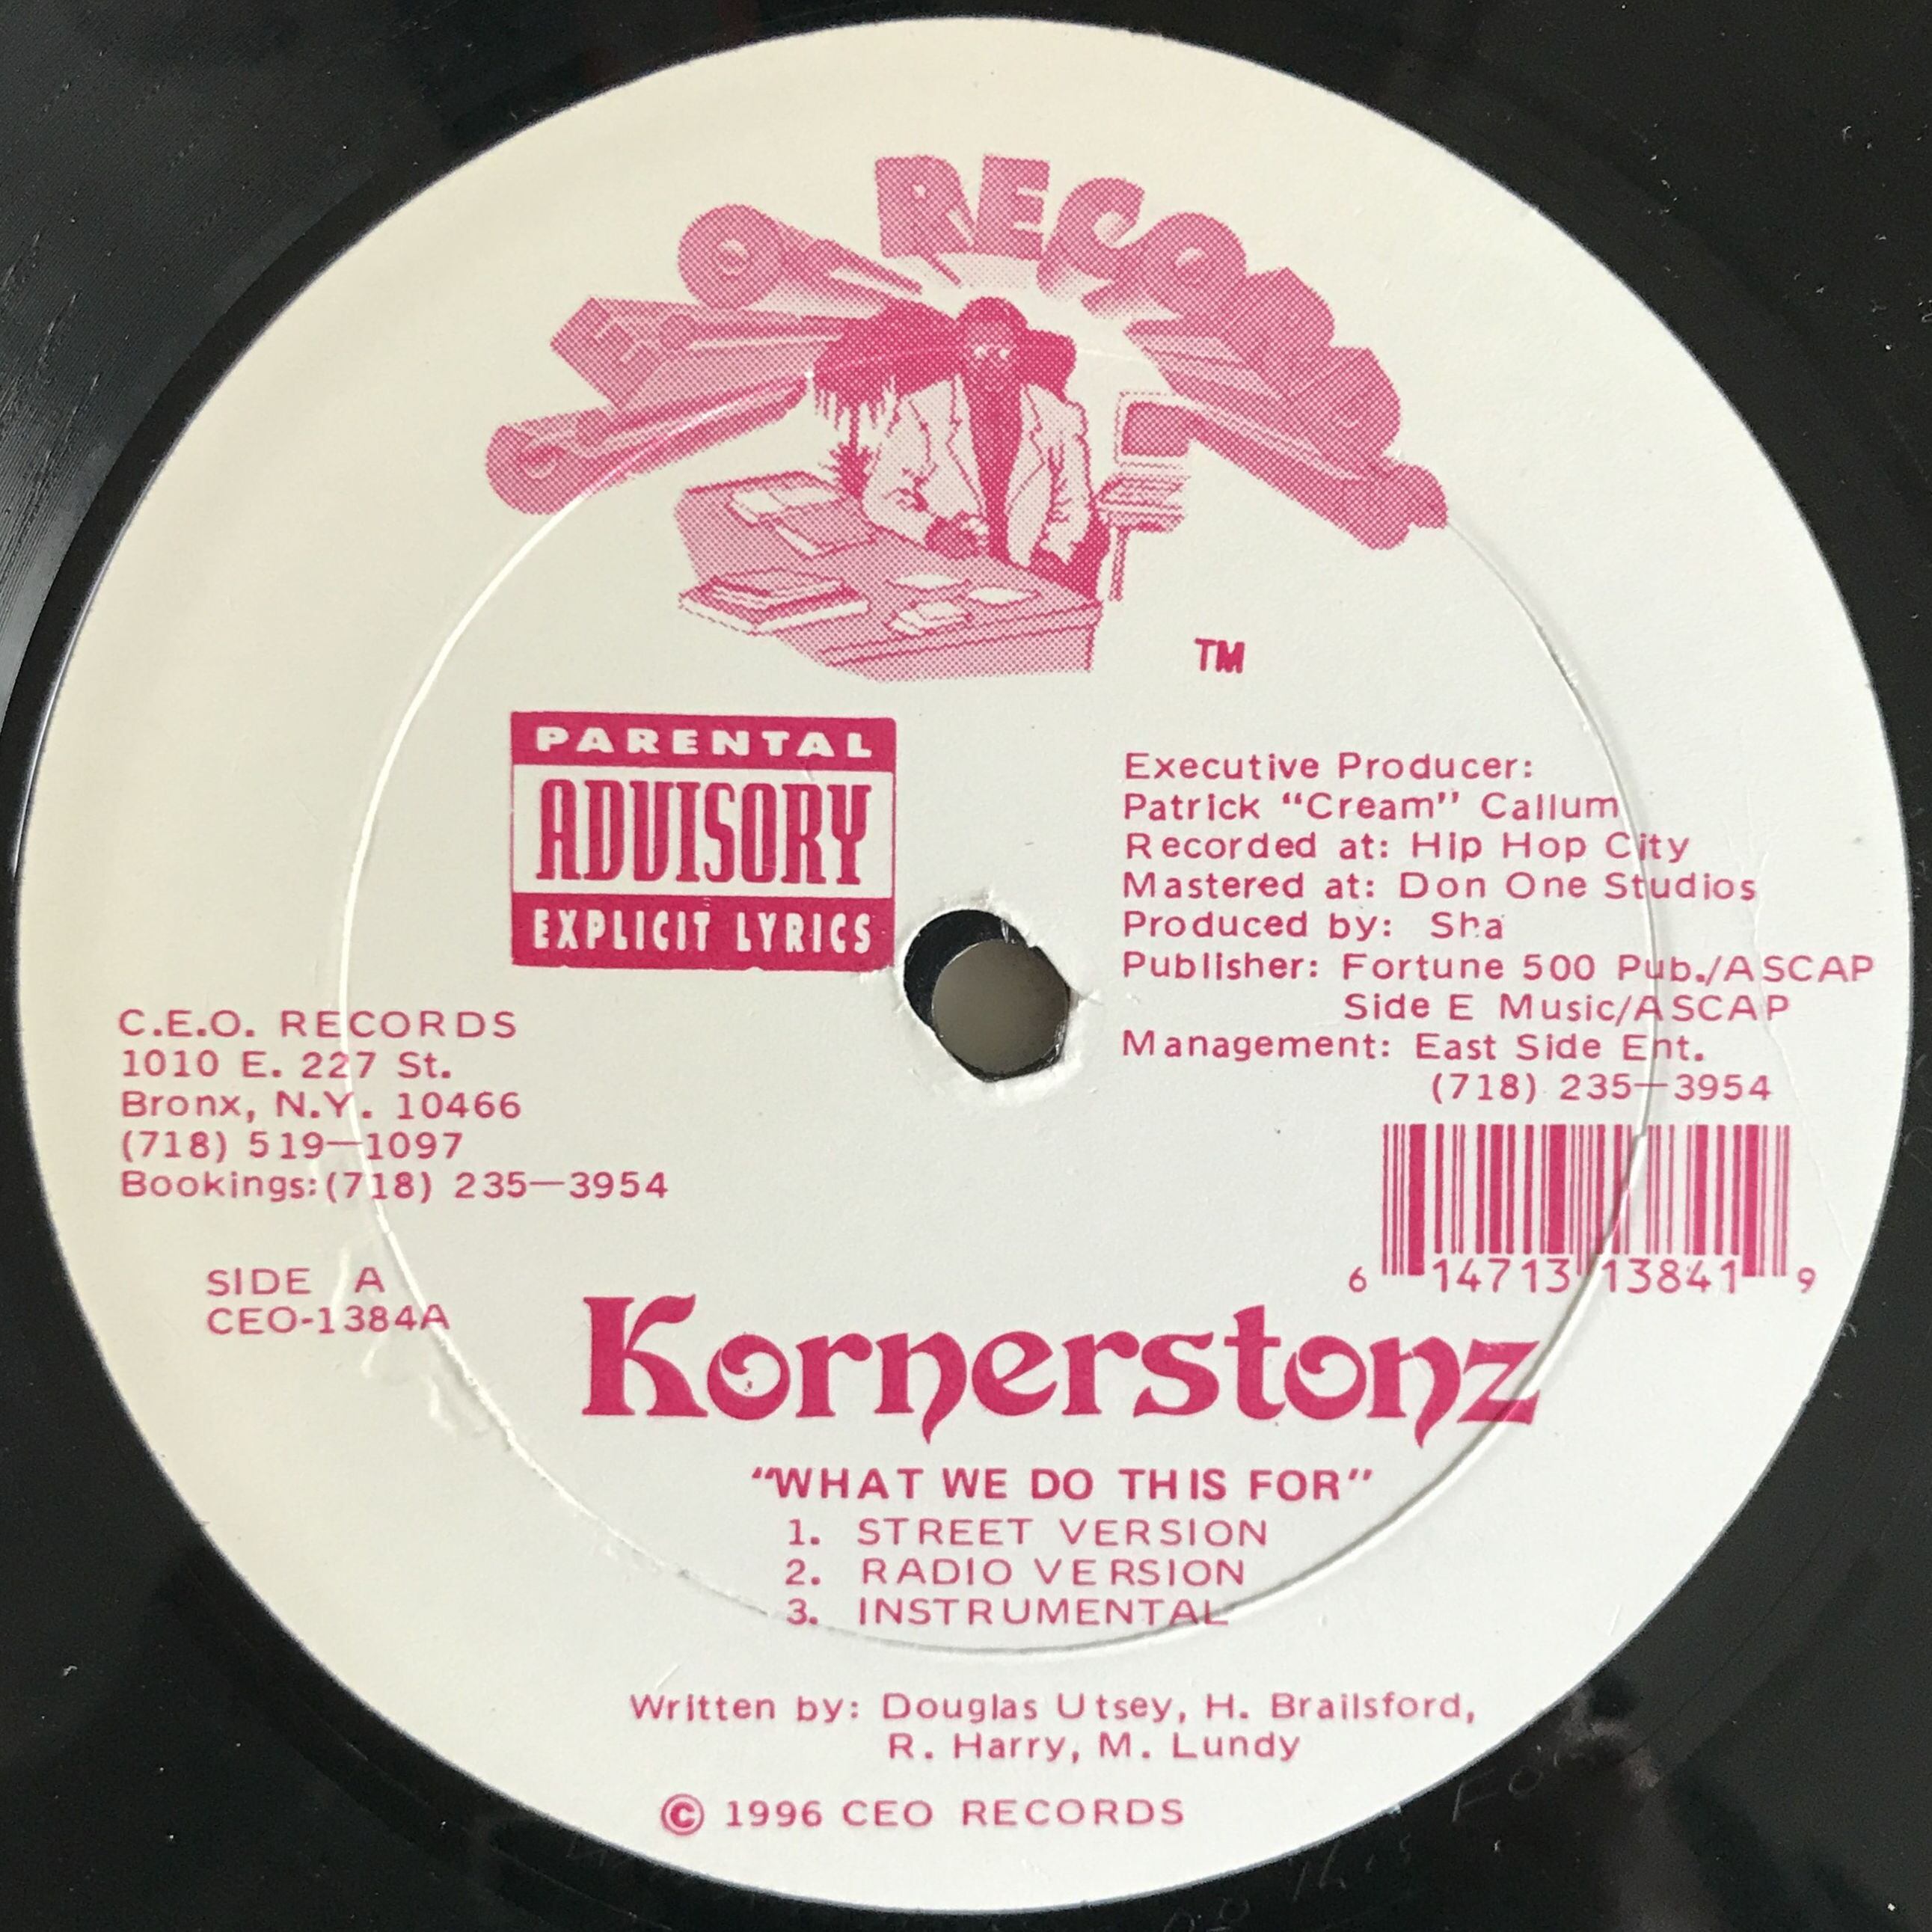 CEO RECORDS
TM
PARENTAL
ADVISORY
EXPLICIT LYRICS
Executive Producer:
Patrick "Cream" Callum
Recorded at: Hip Hop City
Mastered at: Don One Studios
Produced by: Sha
Publisher: Fortune 500 Pub./ASCAP
Side E Music/ASCAP
Management: East Side Ent.
(718) 235—3954
C.E.O. RECORDS
1010 E. 227 St.
Bronx, N.Y. 10466
(718) 519—1097
Bookings:(718) 235—3954
6 14713 13841 9
SIDE A
CEO-1384A
Kornerstonz
"WHAT WE DO THIS FOR"
1. STREET VERSION
2. RADIO VERSION
3. INSTRUMENTAL
Written by: Douglas Utsey, H. Brailsford,
R. Harry, M. Lundy
© 1996 CEO RECORDS